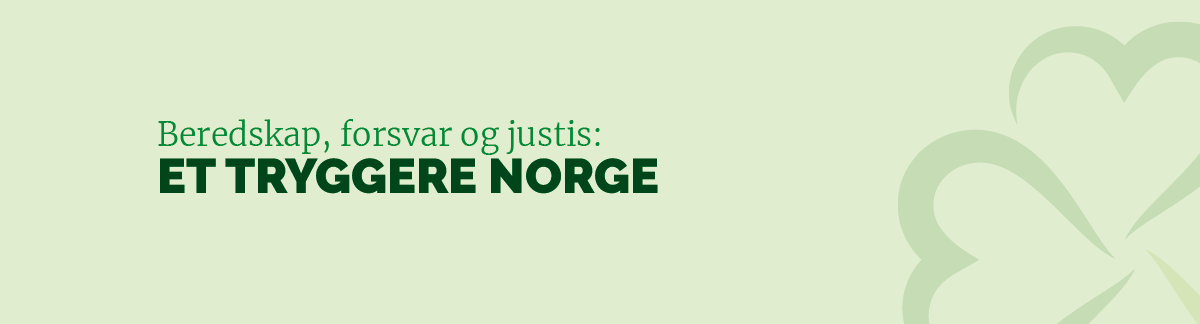 Beredskap, forsvar og justis:
ET TRYGGERE NORGE